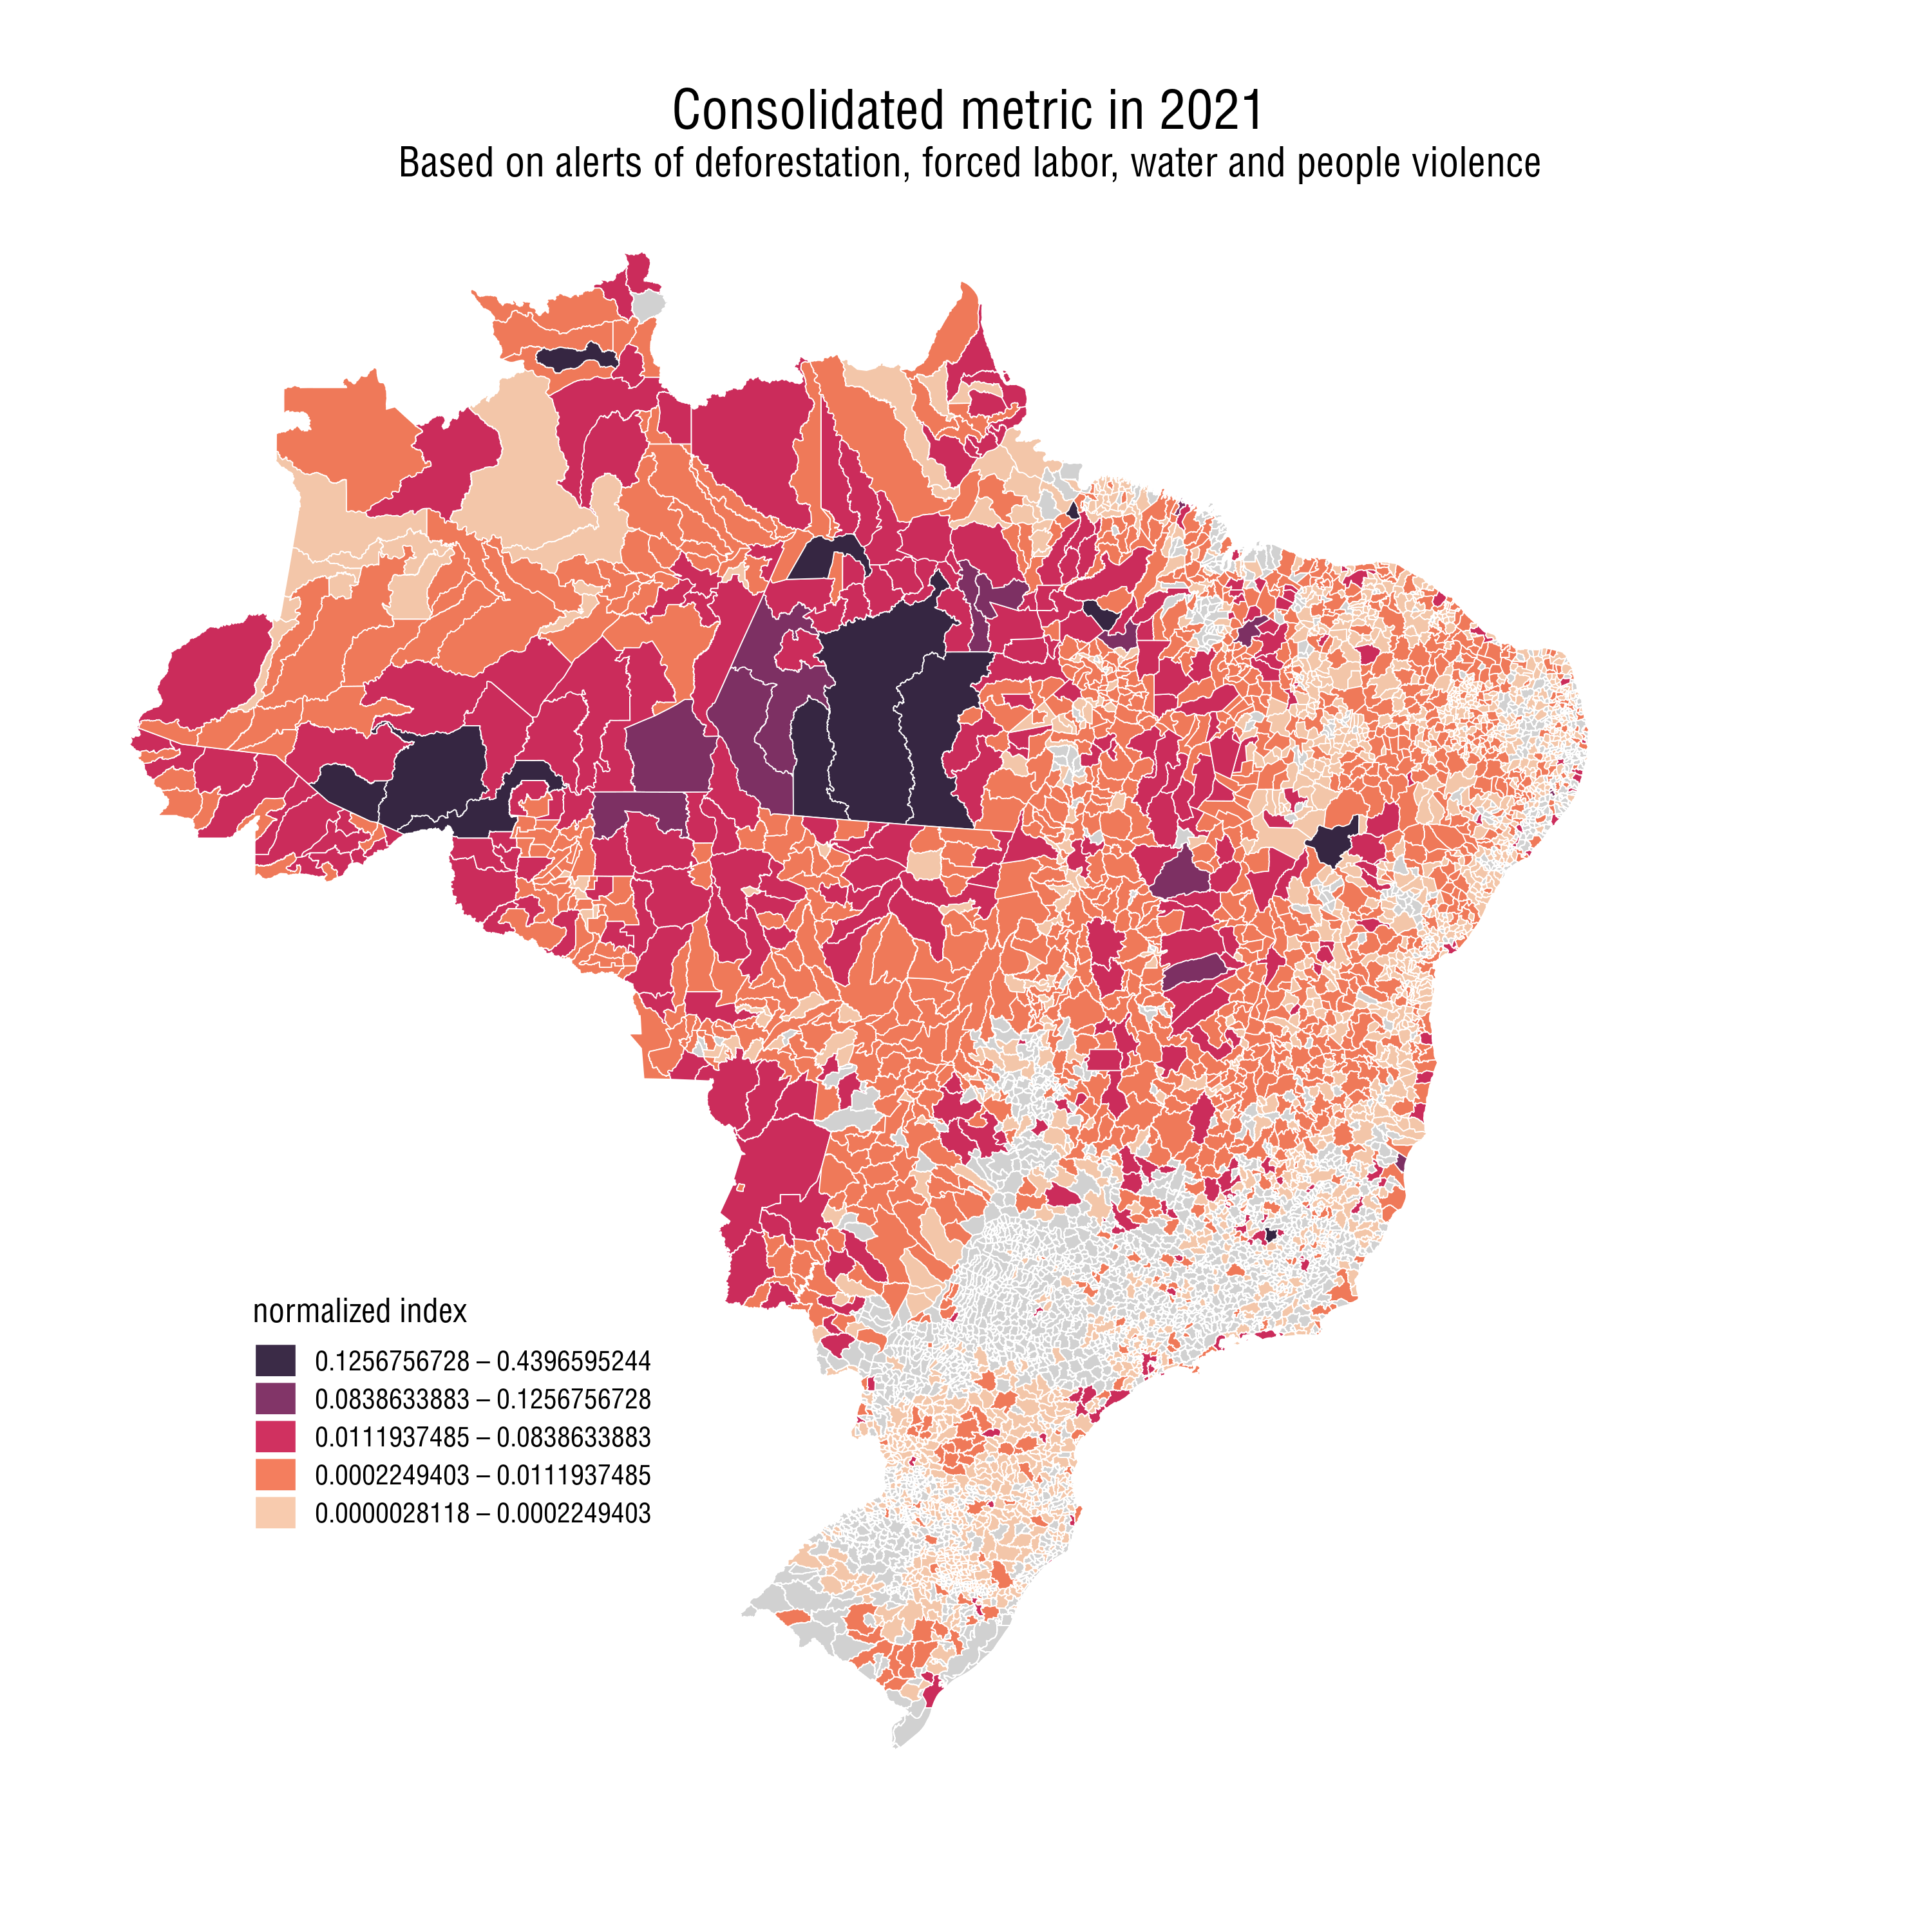 Consolidated metric in 2021
Based on alerts of deforestation, forced labor, water and people violence
normalized index
0.1256756728 – 0.4396595244
0.0838633883 – 0.1256756728
0.0111937485 – 0.0838633883
0.0002249403 – 0.0111937485
0.0000028118 – 0.0002249403